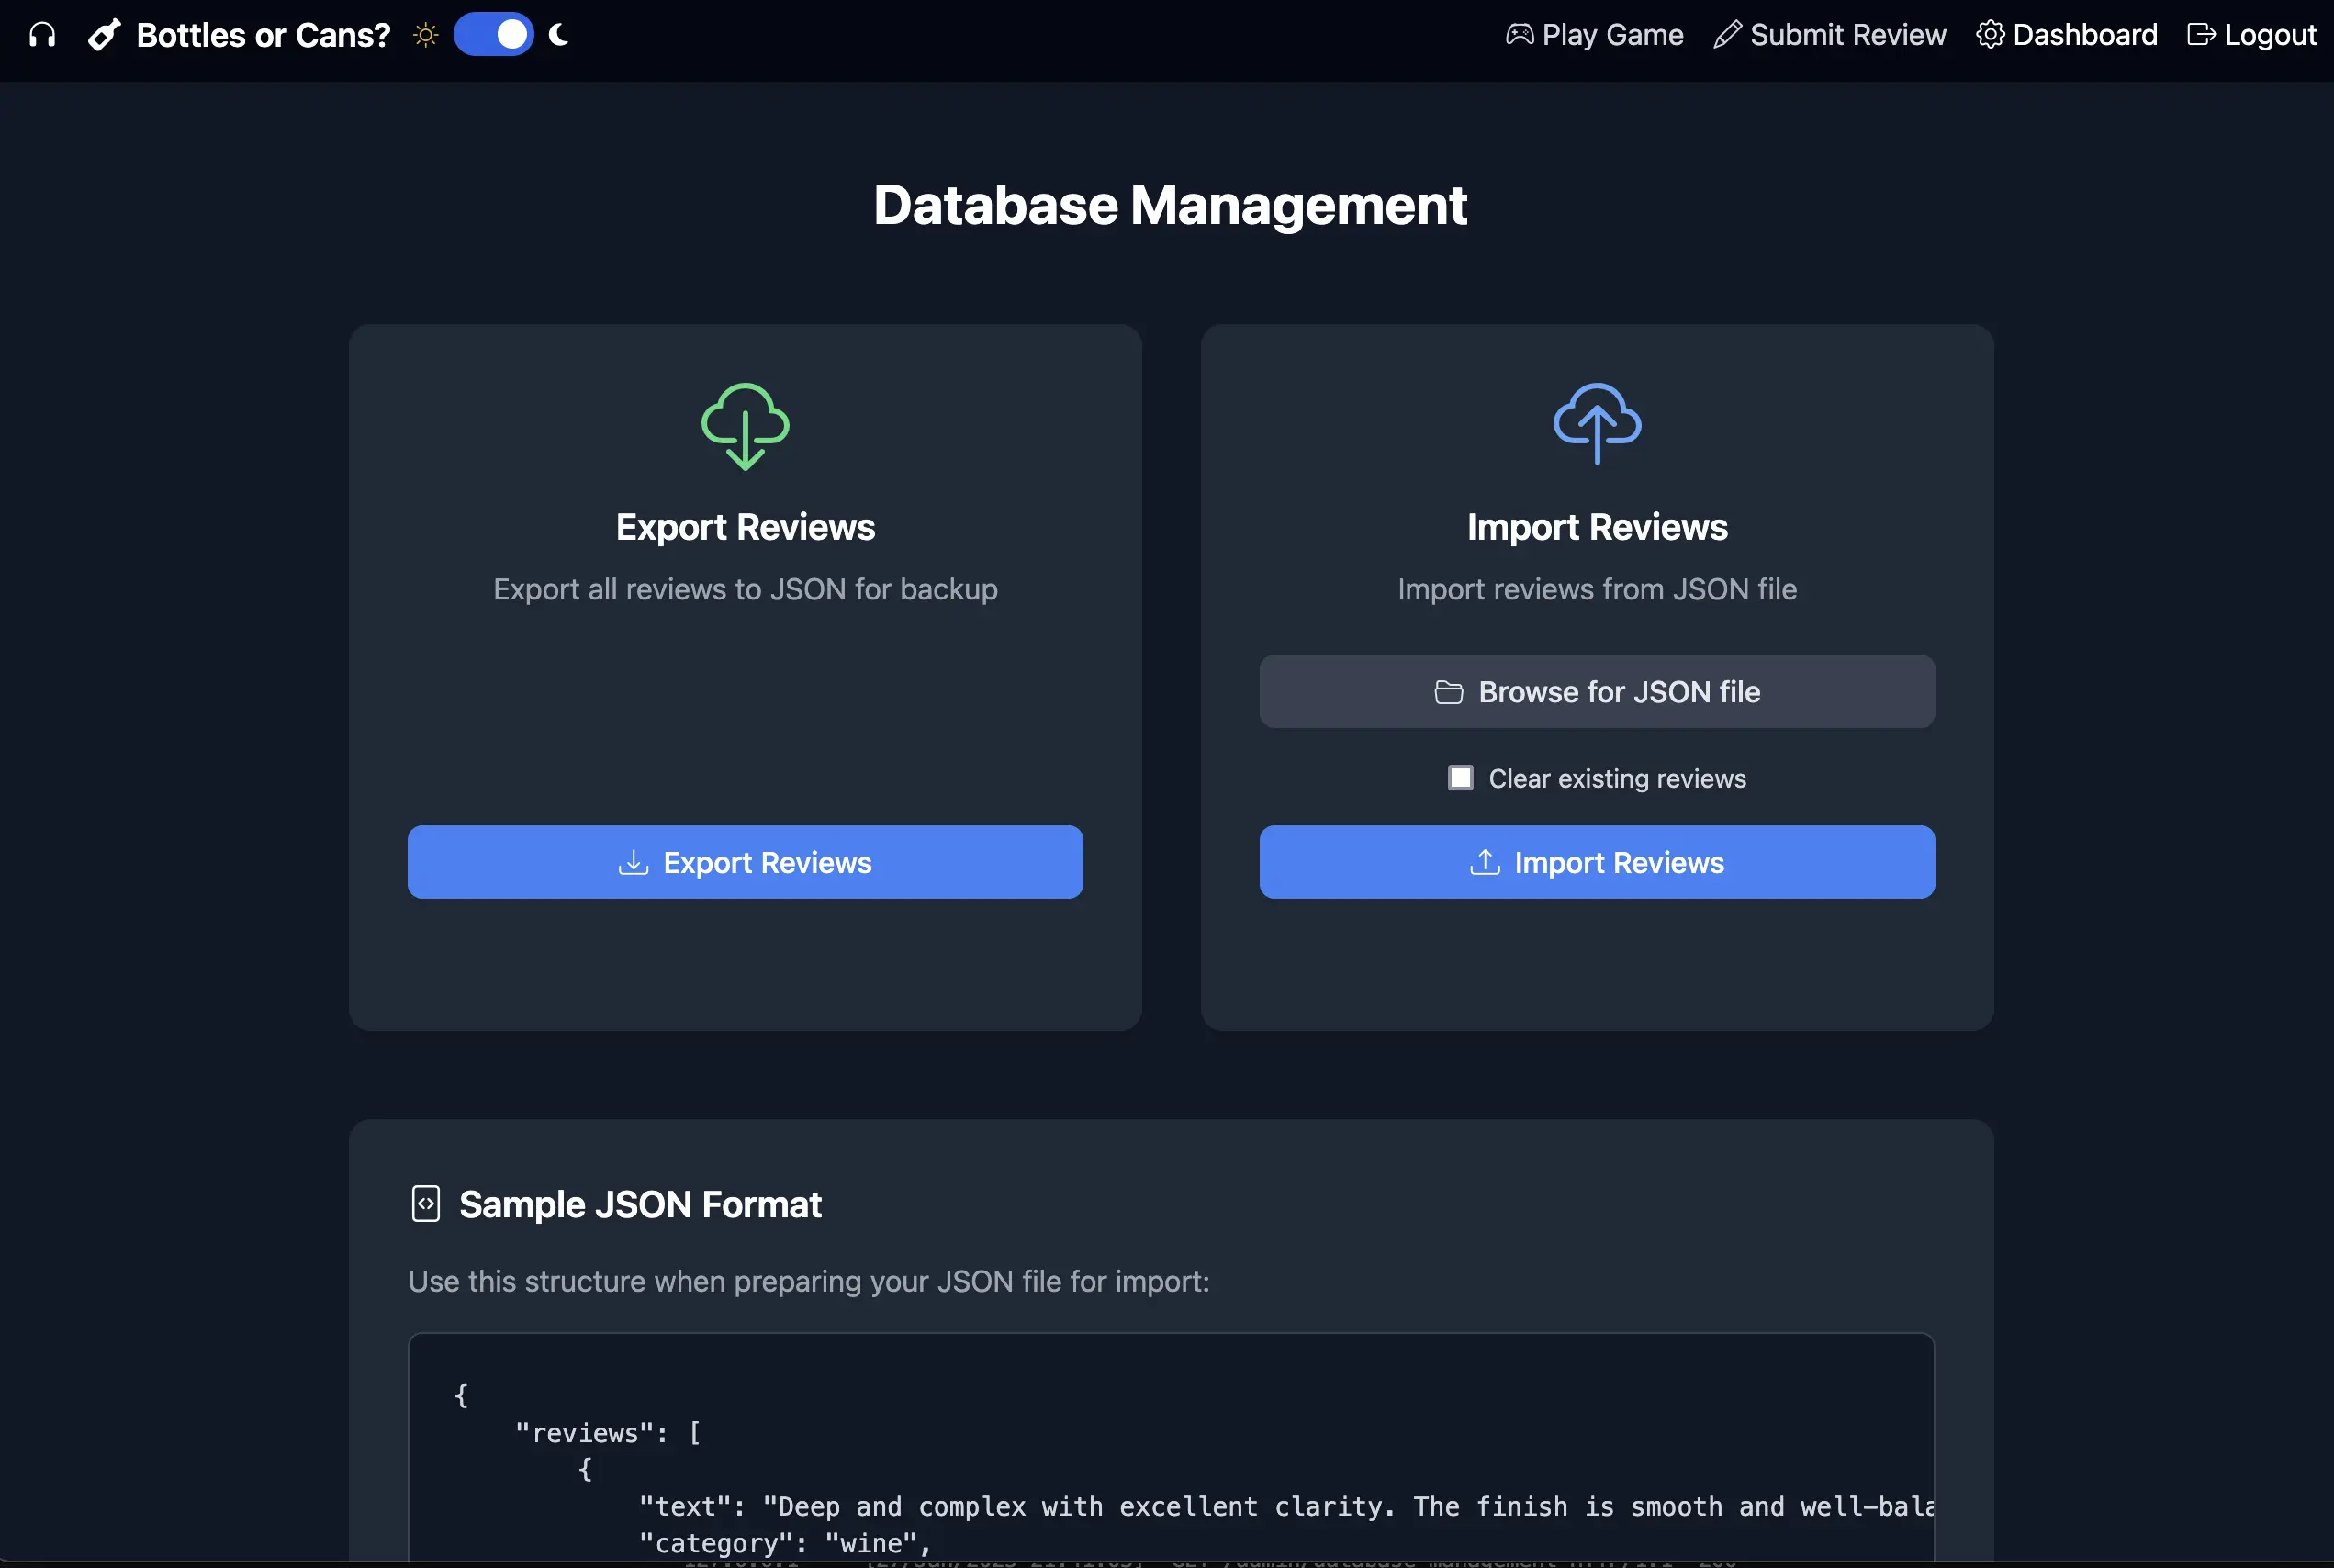 Bottles or Cans? Play Game Submit Review Dashboard Logout
Database Management
Export Reviews
Export all reviews to JSON for backup
Export Reviews
Import Reviews
Import reviews from JSON file
Browse for JSON file
Clear existing reviews
Import Reviews
Sample JSON Format
Use this structure when preparing your JSON file for import:
{
"reviews": [
{
"text": "Deep and complex with excellent clarity. The finish is smooth and well-bala
"category": "wine",